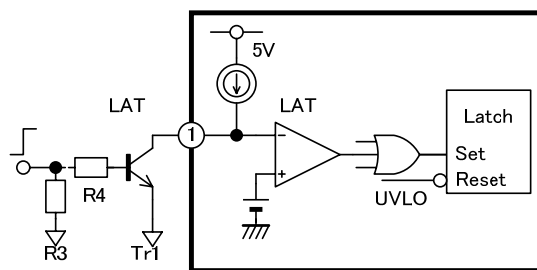 5V
LAT
LAT
1
Latch
−
+
Set
Reset
R4
UVLO
R3
Tr1